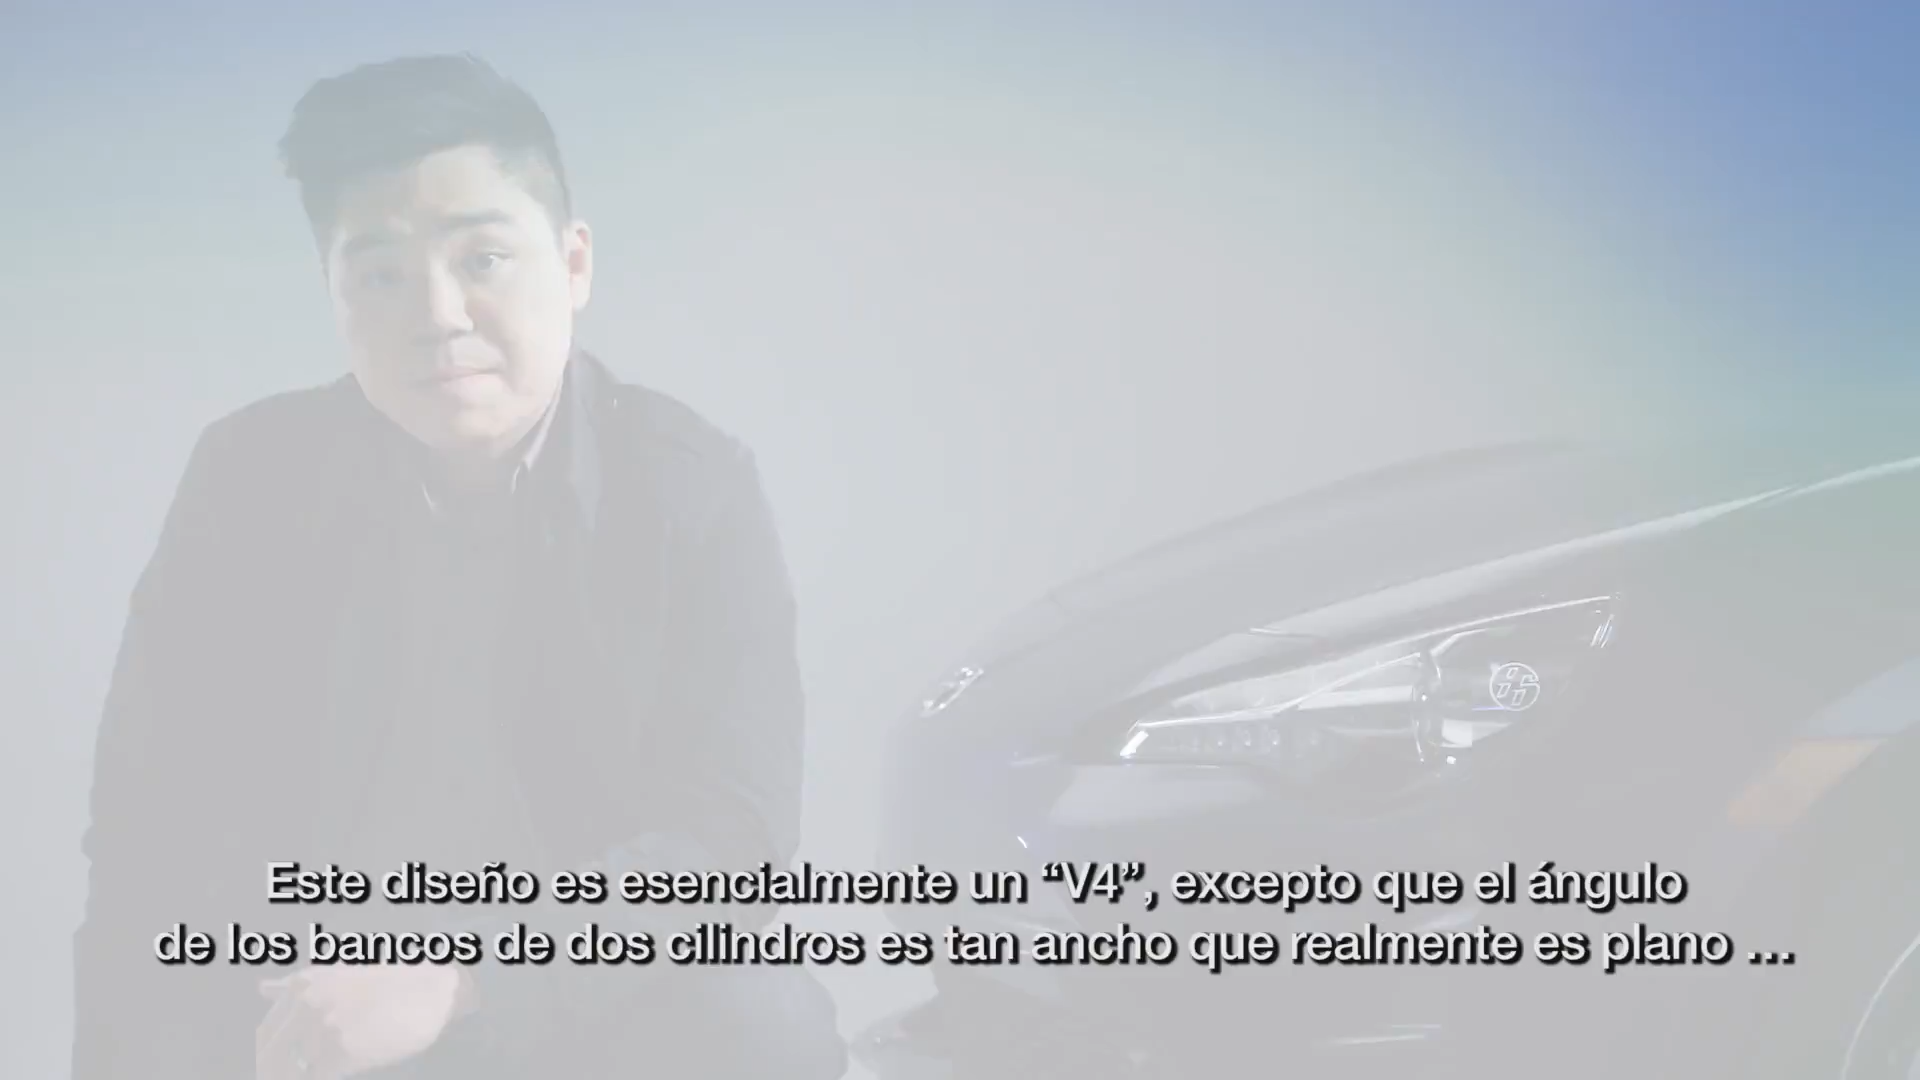 86
Este diseño es esencialmente un “V4”, excepto que el ángulo
de los bancos de dos cilindros es tan ancho que realmente es plano ...